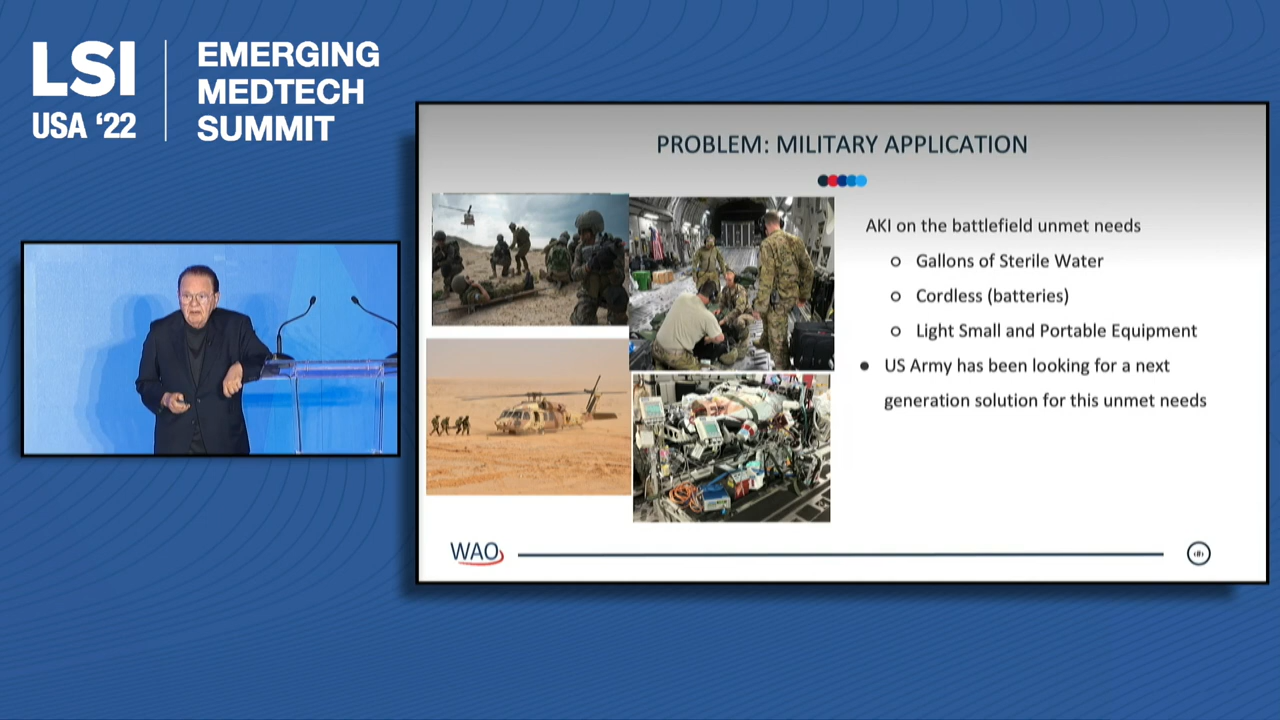 LSI
USA ‘22
EMERGING
MEDTECH
SUMMIT
PROBLEM: MILITARY APPLICATION
AKI on the battlefield unmet needs
Gallons of Sterile Water
Cordless (batteries)
Light Small and Portable Equipment
US Army has been looking for a next
generation solution for this unmet needs
WAO